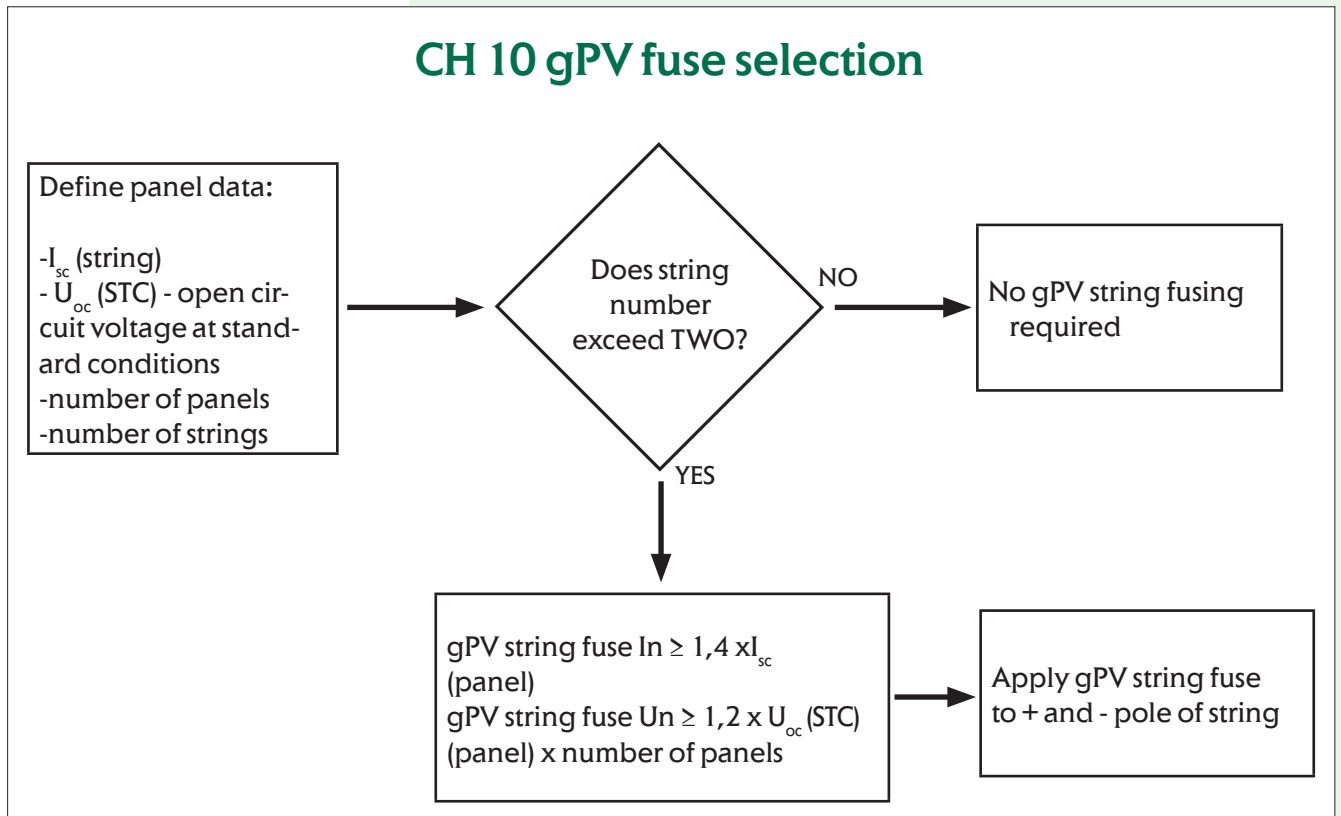 CH 10 gPV fuse selection
Define panel data:
-Isc (string)
- Uoc (STC) - open cir-
cuit voltage at stand-
ard conditions
-number of panels
-number of strings
Does string
number
exceed TWO?
NO
No gPV string fusing
required
YES
gPV string fuse In ≥ 1,4 xIsc
(panel)
gPV string fuse Un ≥ 1,2 x Uoc (STC)
(panel) x number of panels
Apply gPV string fuse
to + and - pole of string